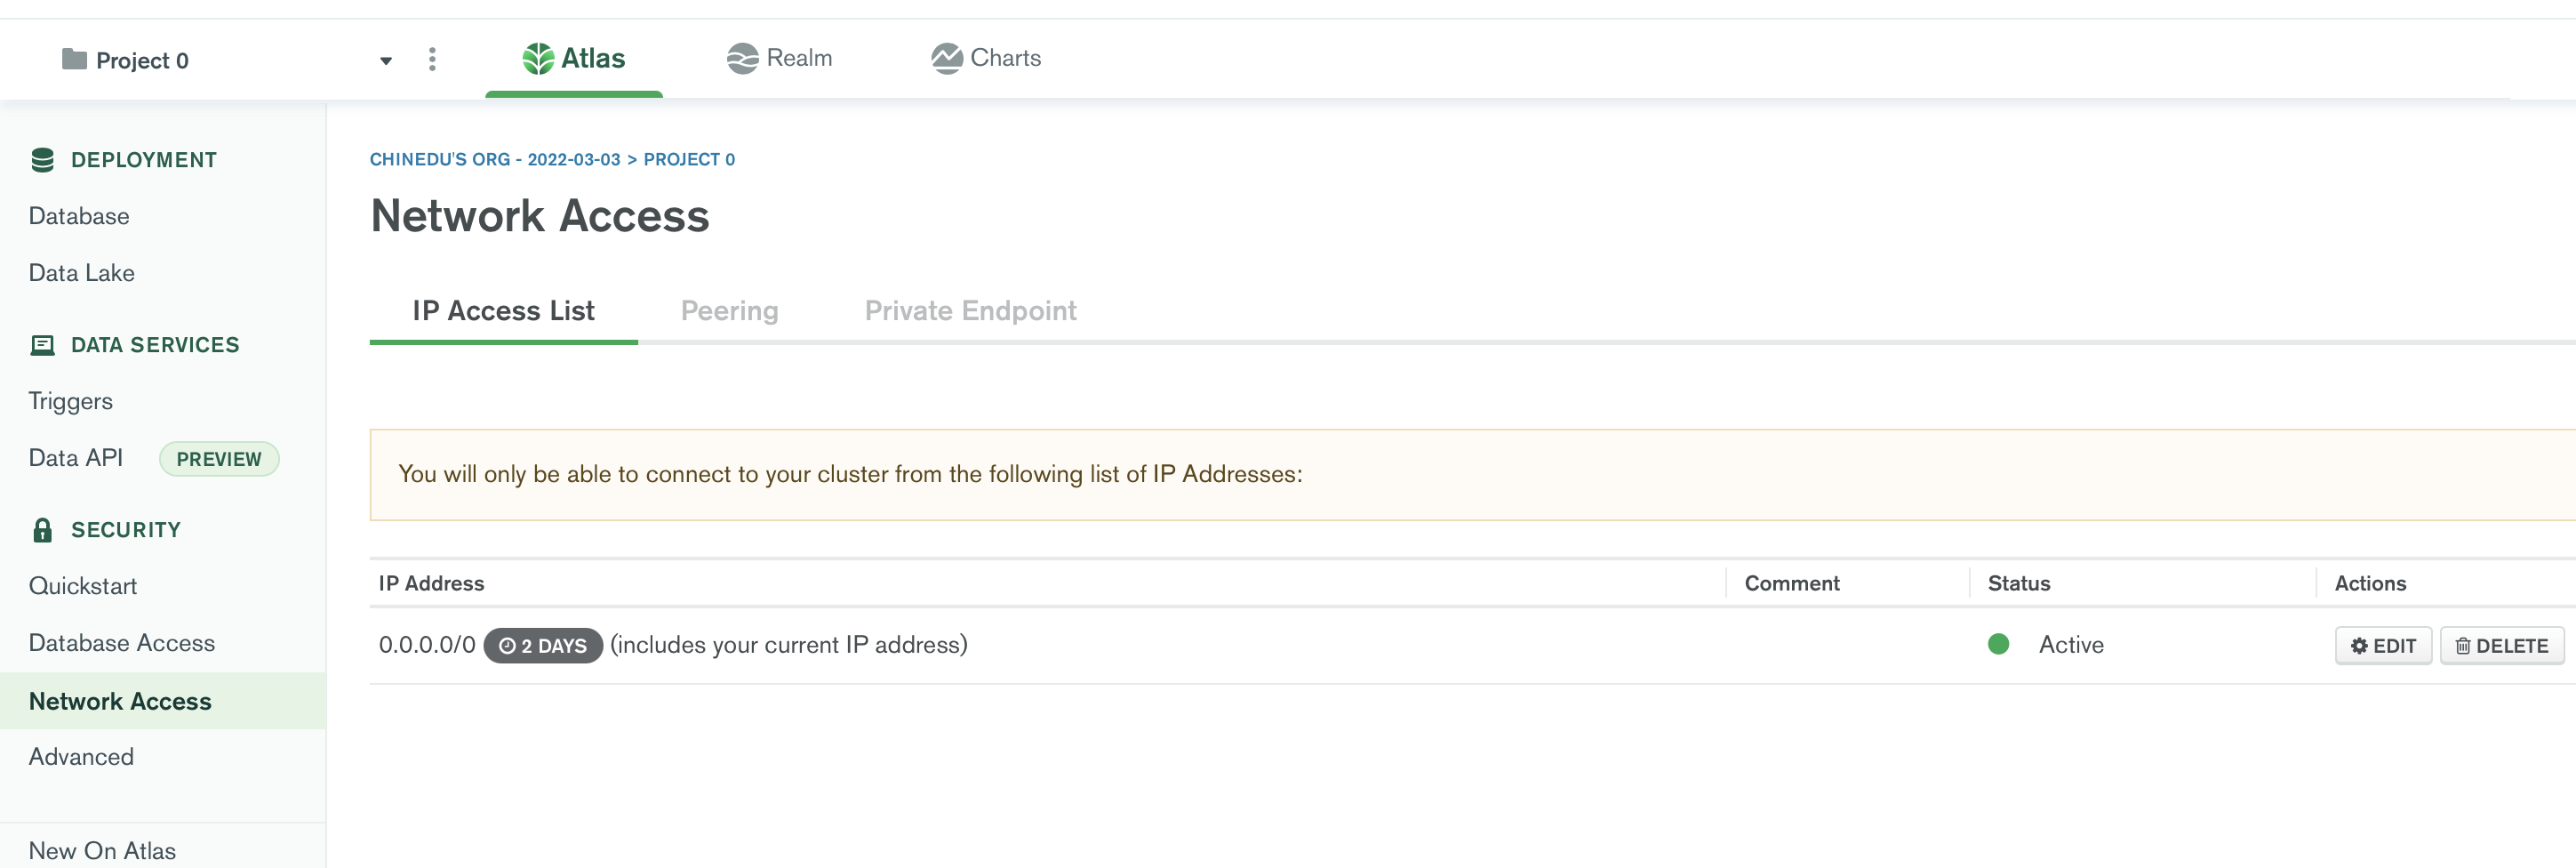 Project 0
Atlas
Realm
Charts
DEPLOYMENT
Database
Data Lake
DATA SERVICES
Triggers
Data API PREVIEW
SECURITY
Quickstart
Database Access
Network Access
Advanced
New On Atlas
CHINEDU'S ORG - 2022-03-03 > PROJECT 0
Network Access
IP Access List Peering Private Endpoint
You will only be able to connect to your cluster from the following list of IP Addresses:
IP Address Comment Status Actions
0.0.0.0/0 2 DAYS (includes your current IP address) Active EDIT DELETE